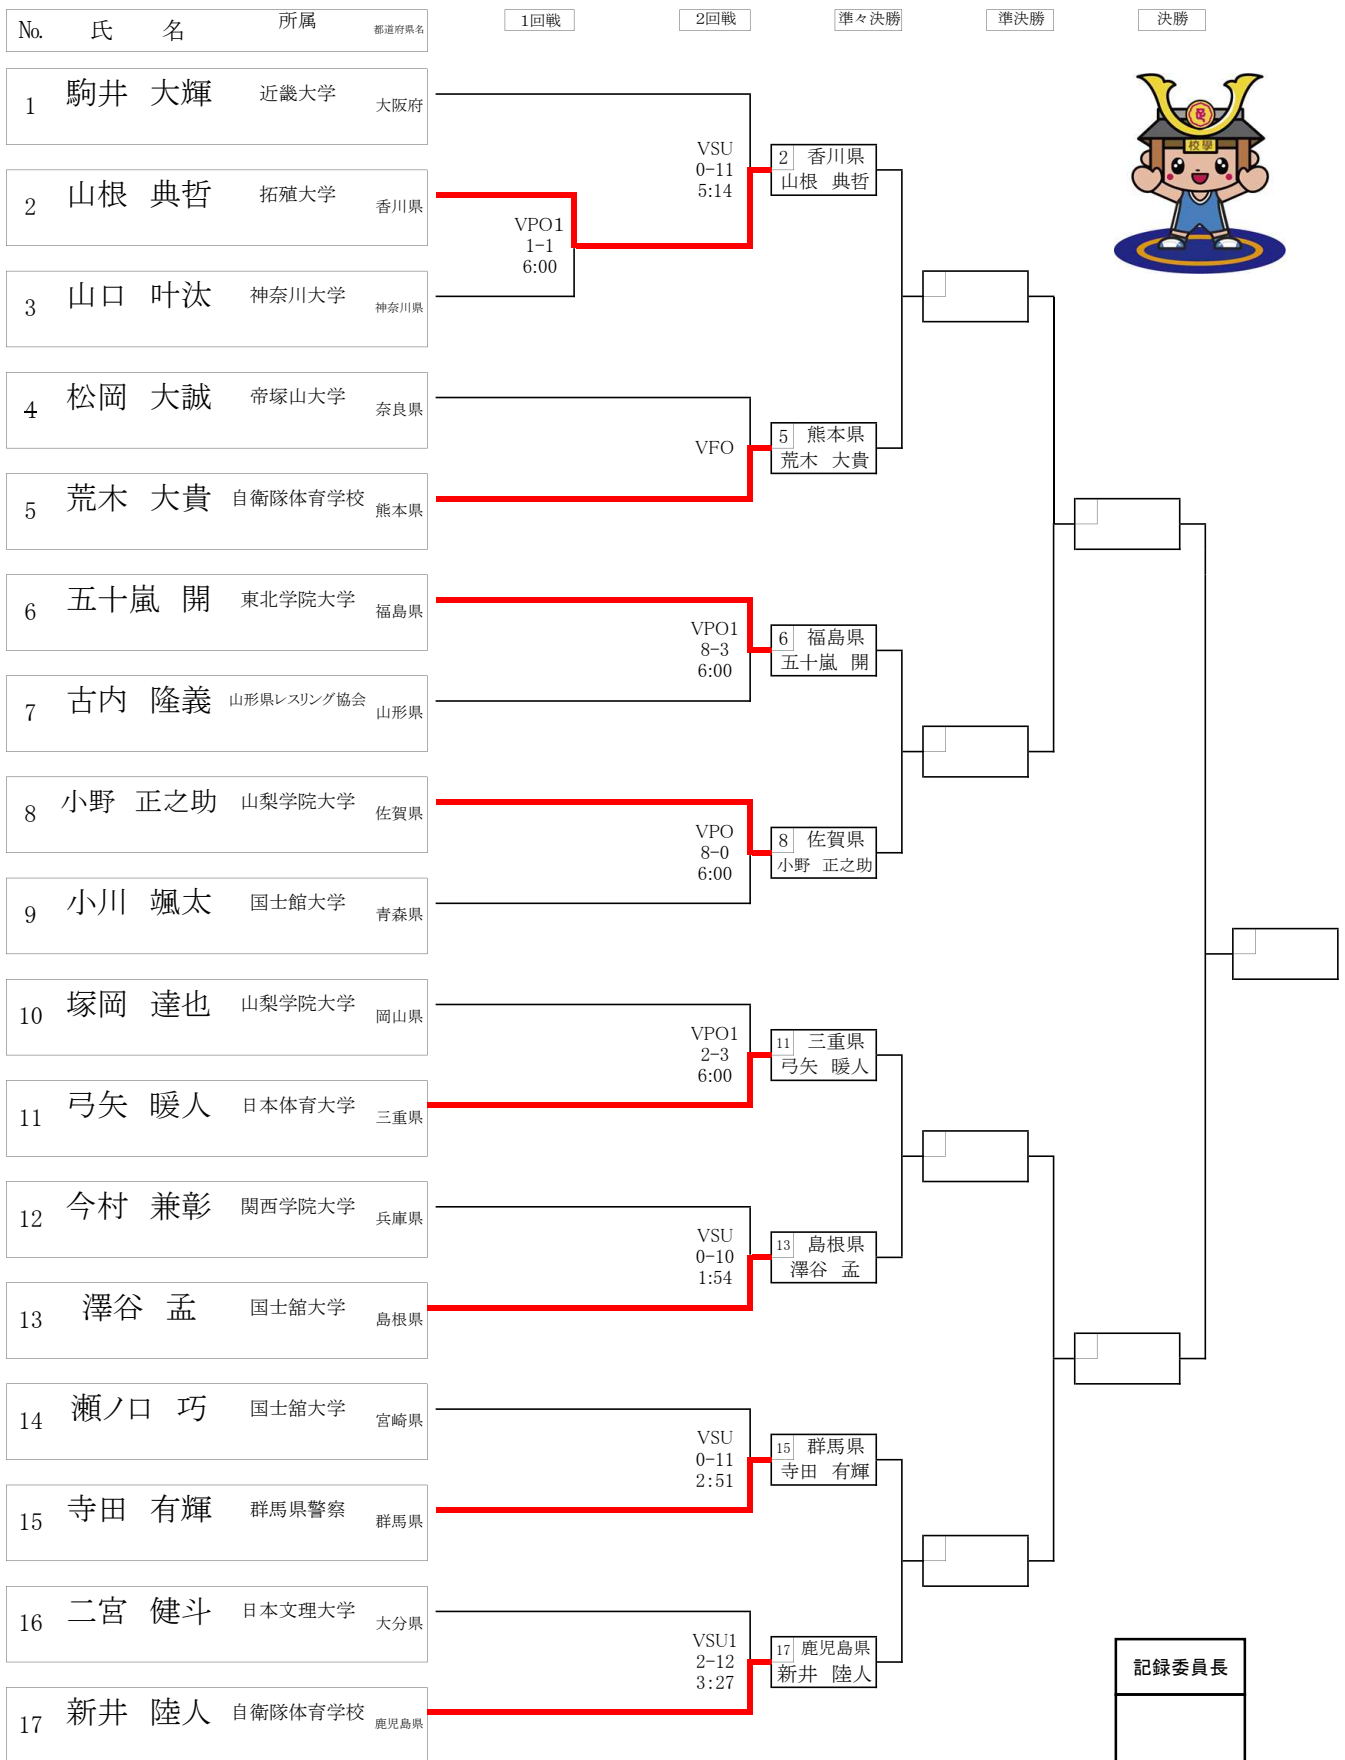 No. 氏 名 所属 都道府県名 1回戦 2回戦 準々決勝 準決勝 決勝
1 駒井 大輝 近畿大学 大阪府
校學
VSU
0-11
5:14
2 香川県
山根 典哲
2 山根 典哲 拓殖大学 香川県
VPO1
1-1
6:00
3 山口 叶汰 神奈川大学 神奈川県
4 松岡 大誠 帝塚山大学 奈良県
VFO
5 熊本県
荒木 大貴
5 荒木 大貴 自衛隊体育学校 熊本県
6 五十嵐 開 東北学院大学 福島県
VPO1
8-3
6:00
6 福島県
五十嵐 開
7 古内 隆義 山形県レスリング協会 山形県
8 小野 正之助 山梨学院大学 佐賀県
VPO
8-0
6:00
8 佐賀県
小野 正之助
9 小川 颯太 国士館大学 青森県
10 塚岡 達也 山梨学院大学 岡山県
VPO1
2-3
6:00
11 三重県
弓矢 暖人
11 弓矢 暖人 日本体育大学 三重県
12 今村 兼彰 関西学院大学 兵庫県
VSU
0-10
1:54
13 島根県
澤谷 孟
13 澤谷 孟 国士舘大学 島根県
14 瀬ノ口 巧 国士舘大学 宮崎県
VSU
0-11
2:51
15 群馬県
寺田 有輝
15 寺田 有輝 群馬県警察 群馬県
16 二宮 健斗 日本文理大学 大分県
VSU1
2-12
3:27
17 鹿児島県
新井 陸人
17 新井 陸人 自衛隊体育学校 鹿児島県
記録委員長